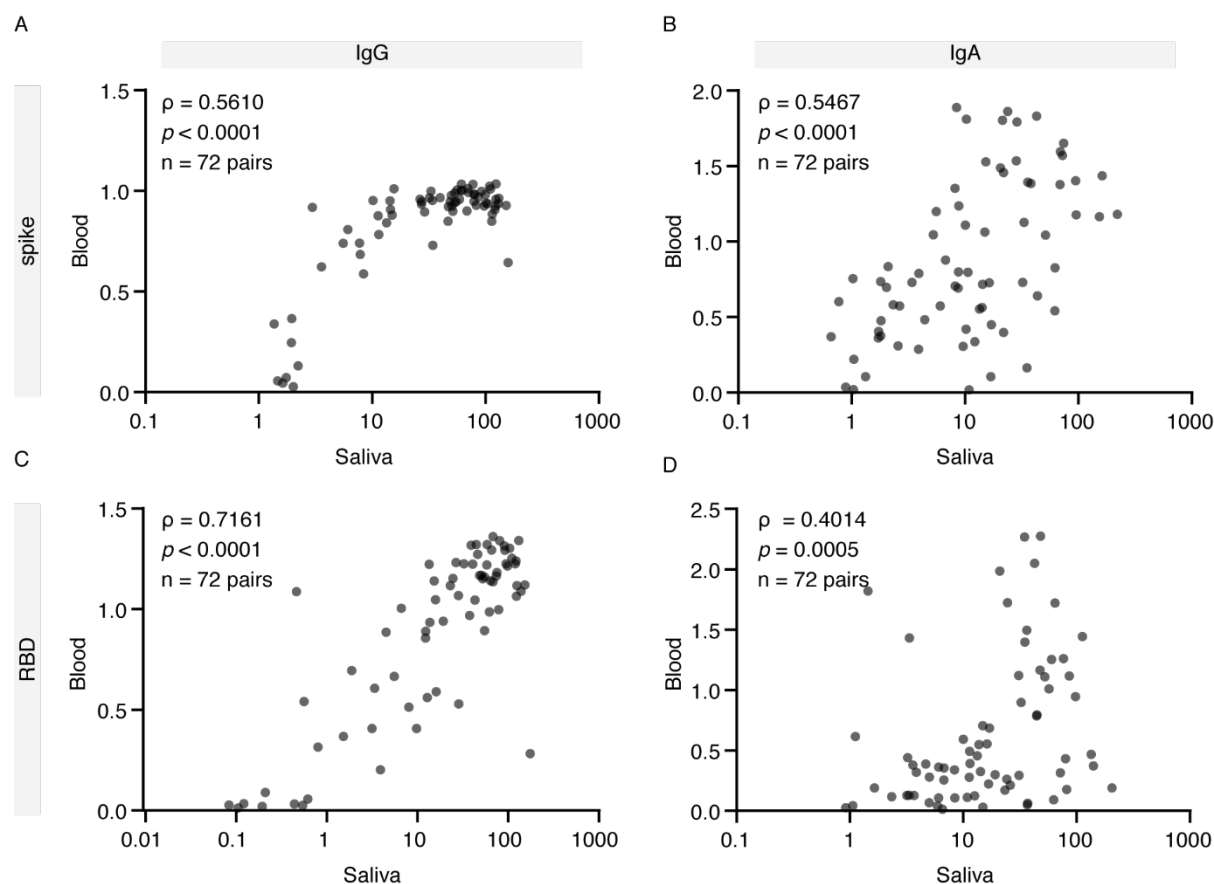 A
IgG
B
IgA
spike
Blood
1.5
1.0
0.5
0.0
ρ = 0.5610
p < 0.0001
n = 72 pairs
0.1
1
10
100
1000
Saliva
Blood
2.0
1.5
1.0
0.5
0.0
ρ = 0.5467
p < 0.0001
n = 72 pairs
0.1
1
10
100
1000
Saliva
C
RBD
Blood
1.5
1.0
0.5
0.0
ρ = 0.7161
p < 0.0001
n = 72 pairs
0.01
0.1
1
10
100
1000
Saliva
D
Blood
2.5
2.0
1.5
1.0
0.5
0.0
ρ = 0.4014
p = 0.0005
n = 72 pairs
0.1
1
10
100
1000
Saliva